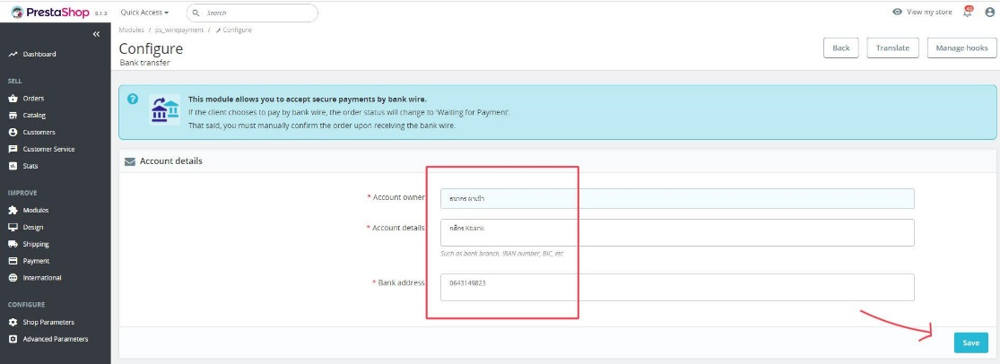 PrestaShop 8.1.3 Quick Access Search View my store 40
Modules / ps_wirepayment / Configure
Configure
Bank transfer
Back Translate Manage hooks
Dashboard
SELL
Orders
Catalog
Customers
Customer Service
Stats
IMPROVE
Modules
Design
Shipping
Payment
International
CONFIGURE
Shop Parameters
Advanced Parameters
This module allows you to accept secure payments by bank wire.
If the client chooses to pay by bank wire, the order status will change to 'Waiting for Payment'.
That said, you must manually confirm the order upon receiving the bank wire.
Account details
* Account owner ธนากร ผาเป้า
* Account details กสิกร Kbank
Such as bank branch, IBAN number, BIC, etc.
* Bank address 0643149823
Save